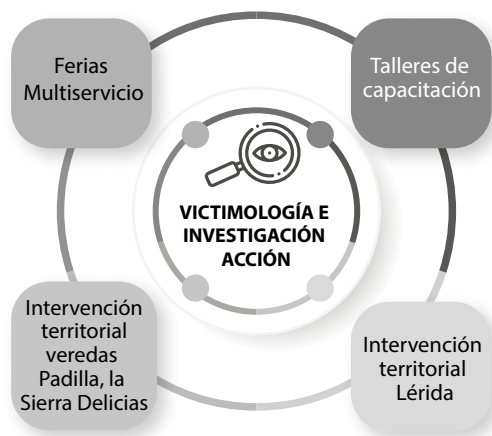 Ferias
Multiservicio
Talleres de
capacitación
VICTIMOLOGÍA E
INVESTIGACIÓN
ACCIÓN
Intervención
territorial
veredas
Padilla, la
Sierra Delicias
Intervención
territorial
Lérida